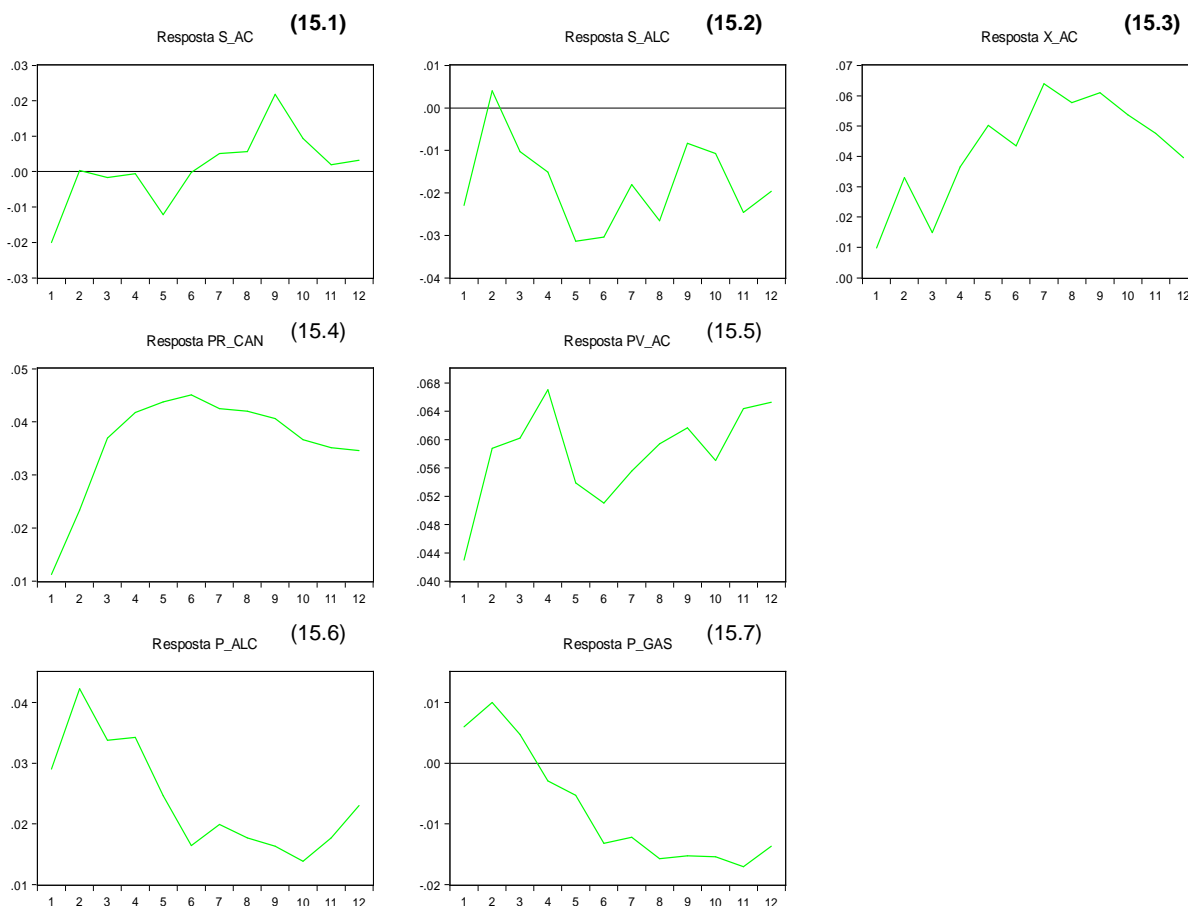 (15.1) (15.2) (15.3)
Resposta S_AC Resposta S_ALC Resposta X_AC
.03 .01 .07
.02 .00 .06
.01 -.01 .05
.00 -.02 .04
-.01 -.03 .03
-.02 -.04 .02
-.03 .01
.00
1 2 3 4 5 6 7 8 9 10 11 12 1 2 3 4 5 6 7 8 9 10 11 12 1 2 3 4 5 6 7 8 9 10 11 12
(15.4) (15.5)
Resposta PR_CAN Resposta PV_AC
.05 .068
.04 .064
.03 .060
.02 .056
.01 .052
.048
.044
.040
1 2 3 4 5 6 7 8 9 10 11 12 1 2 3 4 5 6 7 8 9 10 11 12
(15.6) (15.7)
Resposta P_ALC Resposta P_GAS
.04 .01
.03 .00
.02 -.01
.01 -.02
1 2 3 4 5 6 7 8 9 10 11 12 1 2 3 4 5 6 7 8 9 10 11 12